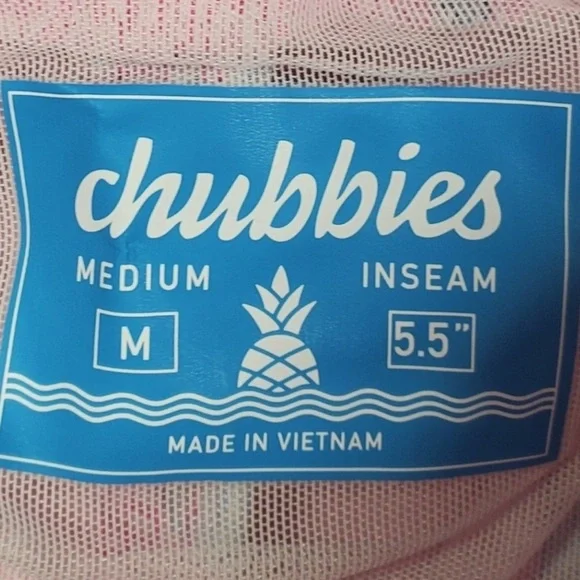 chubbies
MEDIUM INSEAM
M 5.5"
MADE IN VIETNAM